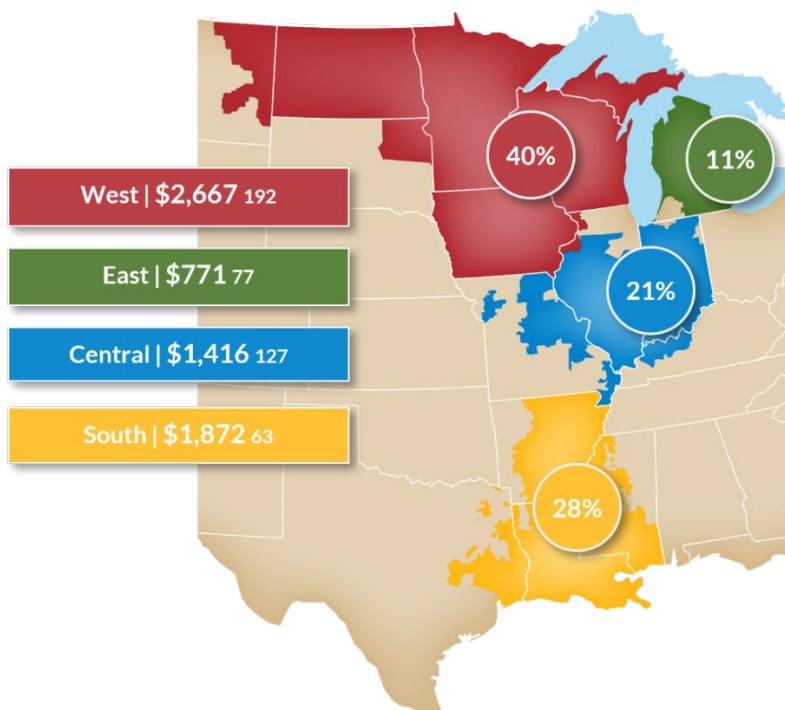 40%
11%
West | $2,667 192
East | $771 77
21%
Central | $1,416 127
South | $1,872 63
28%